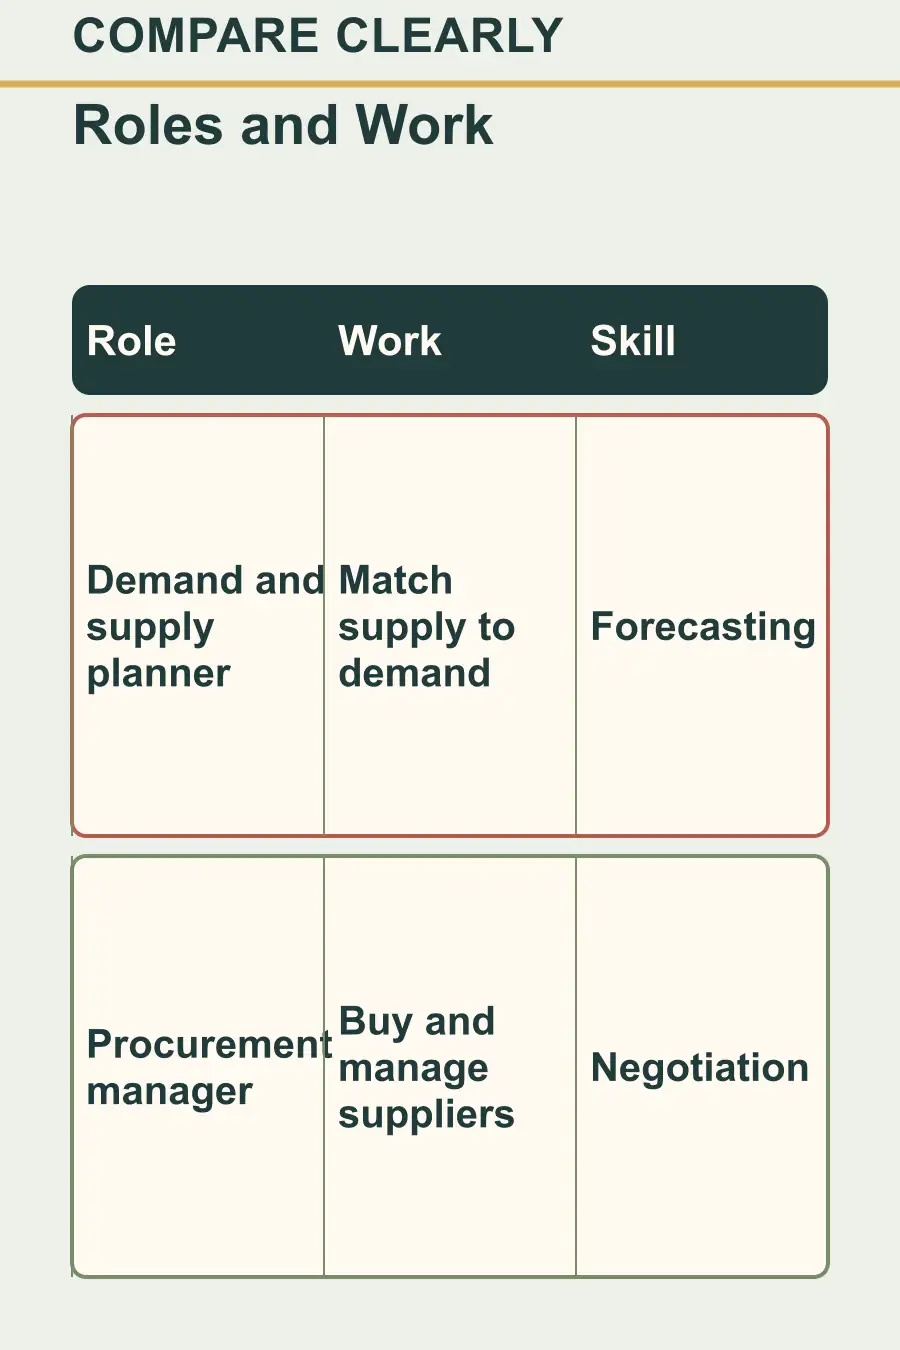 COMPARE CLEARLY
Roles and Work
Role Work Skill
Demand and
supply
planner
Match
supply to
demand
Forecasting
Procurement
manager
Buy and
manage
suppliers
Negotiation